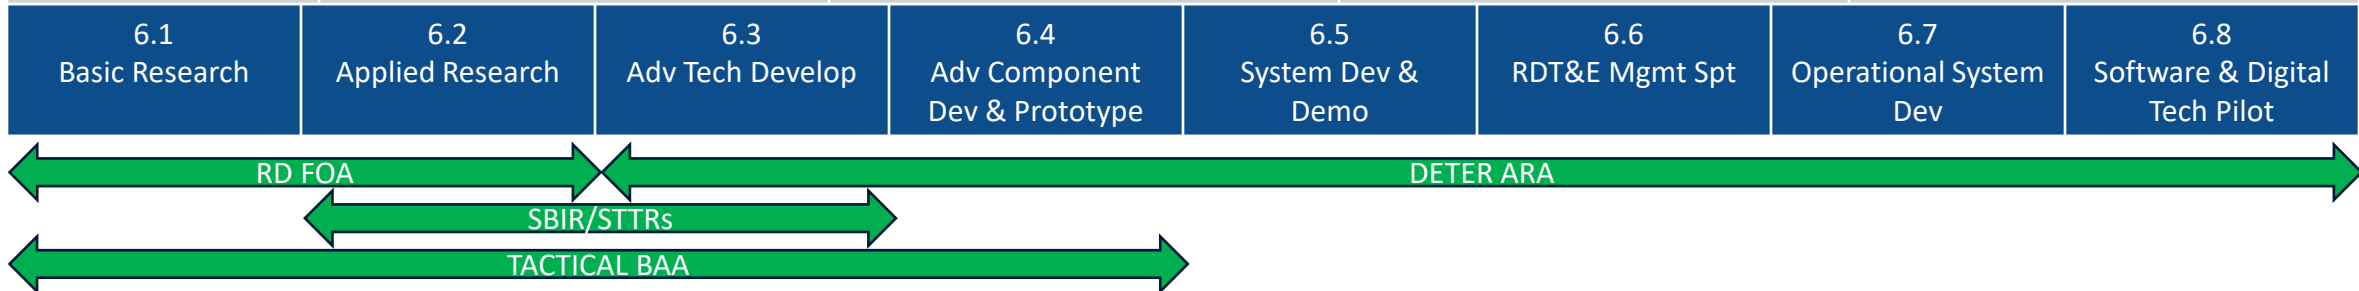 6.1
Basic Research
6.2
Applied Research
6.3
Adv Tech Develop
6.4
Adv Component
Dev & Prototype
6.5
System Dev &
Demo
6.6
RDT&E Mgmt Spt
6.7
Operational System
Dev
6.8
Software & Digital
Tech Pilot
RD FOA
DETER ARA
SBIR/STTRs
TACTICAL BAA